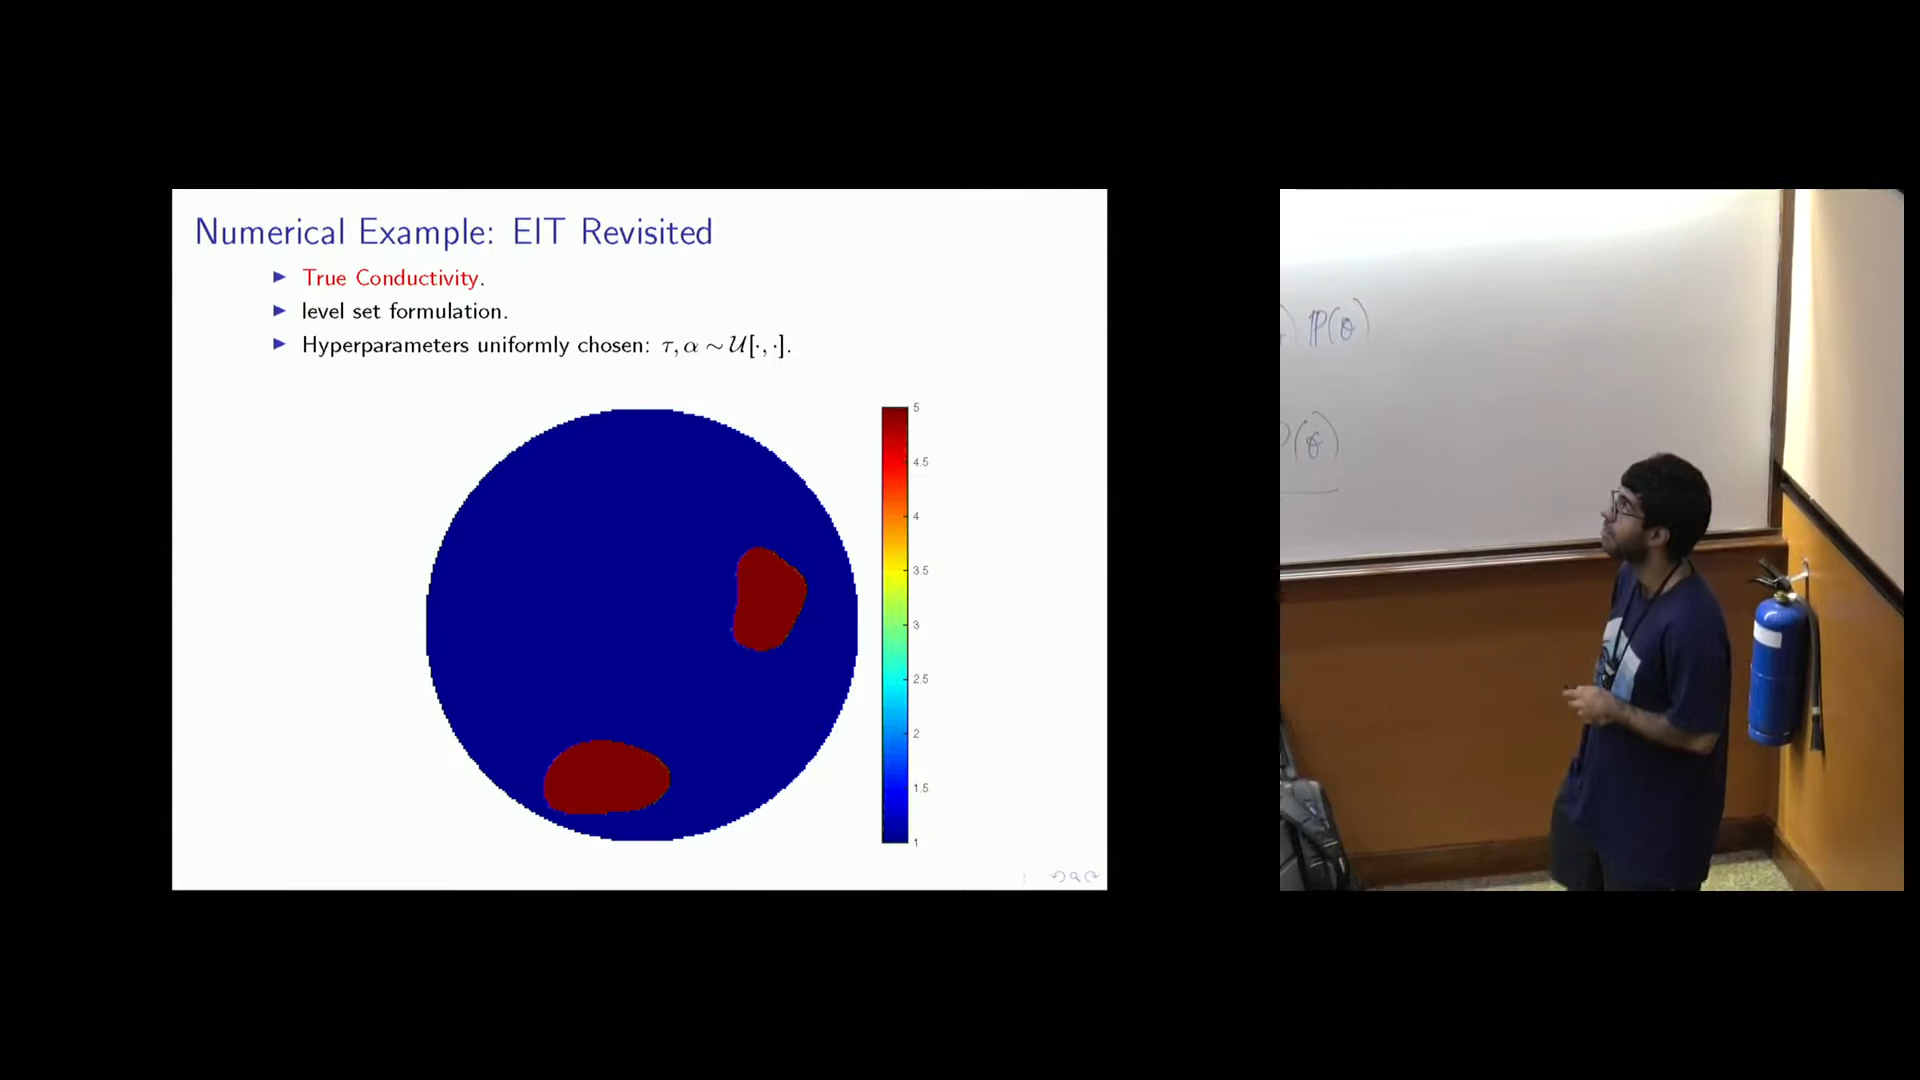 Numerical Example: EIT Revisited
▶ True Conductivity.
▶ level set formulation.
▶ Hyperparameters uniformly chosen: τ, α ∼ 𝒰[·, ·].
5
4.5
4
3.5
3
2.5
2
1.5
1
) ℙ(θ)
(θ)